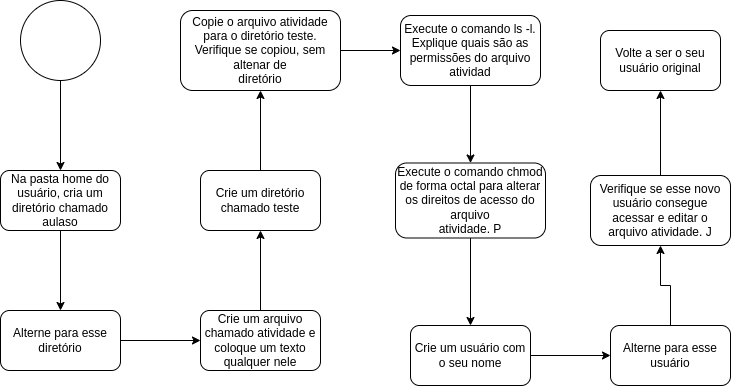 Na pasta home do
usuário, cria um
diretório chamado
aulaso
Alterne para esse
diretório
Crie um arquivo
chamado atividade e
coloque um texto
qualquer nele
Crie um diretório
chamado teste
Copie o arquivo atividade
para o diretório teste.
Verifique se copiou, sem
altenar de
diretório
Execute o comando ls -l.
Explique quais são as
permissões do arquivo
atividad
Execute o comando chmod
de forma octal para alterar
os direitos de acesso do
arquivo
atividade. P
Crie um usuário com
o seu nome
Alterne para esse
usuário
Verifique se esse novo
usuário consegue
acessar e editar o
arquivo atividade. J
Volte a ser o seu
usuário original